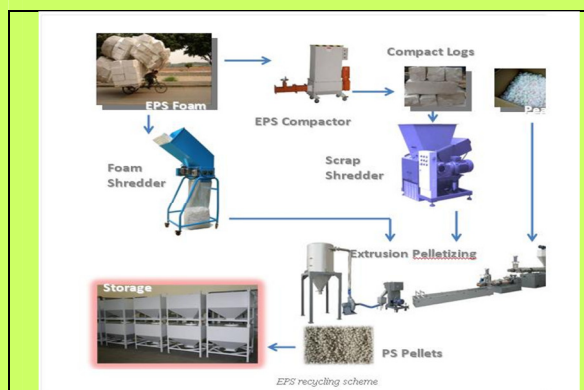 Compact Logs
EPS Foam
EPS Compactor
Foam
Shredder
Scrap
Shredder
Extrusion Pelletizing
Storage
PS Pellets
EPS recycling scheme